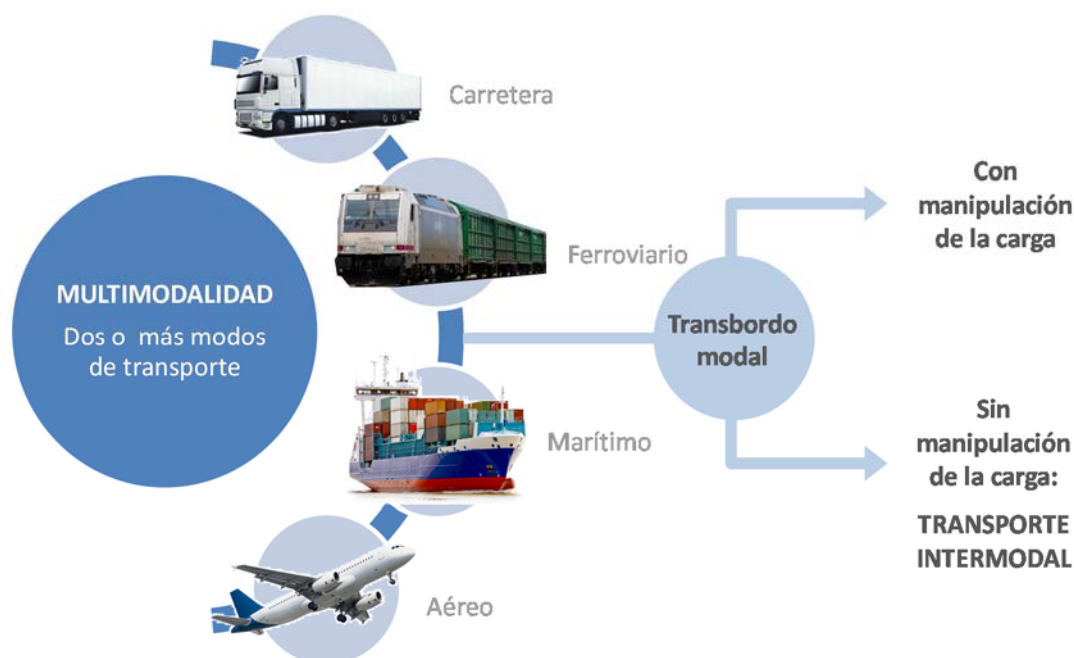 Carretera
Ferroviario
Marítimo
Aéreo
MULTIMODALIDAD
Dos o más modos
de transporte
Transbordo
modal
Con
manipulación
de la carga
Sin
manipulación
de la carga:
TRANSPORTE
INTERMODAL